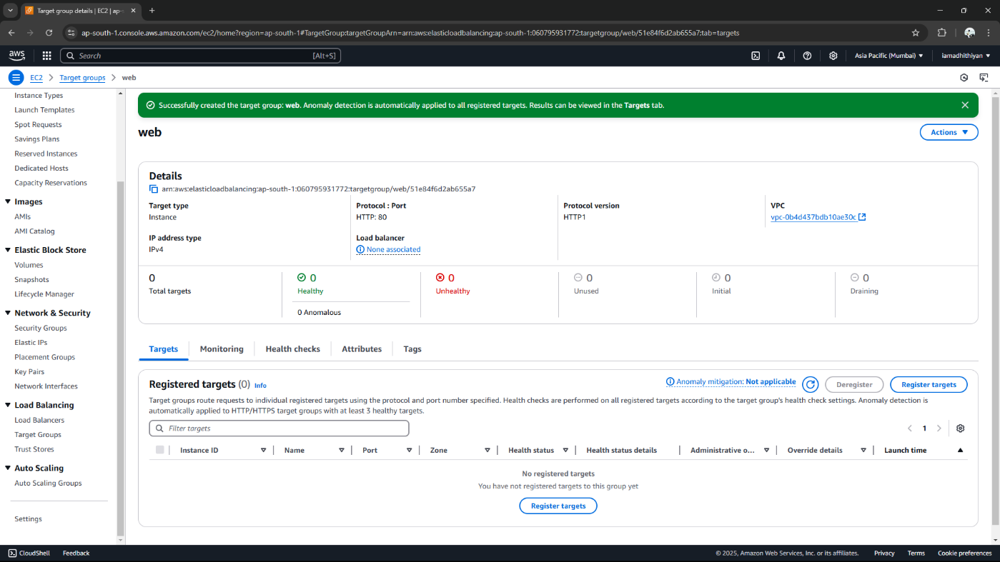 Target group details | EC2 | ap-s
ap-south-1.console.aws.amazon.com/ec2/home?region=ap-south-1#TargetGroup:targetGroupArn=arn:aws:elasticloadbalancing:ap-south-1:060795931772:targetgroup/web/51e84f6d2ab655a7;tab=targets
aws
Search [Alt+S]
Asia Pacific (Mumbai)
iamadhithiyan
EC2 > Target groups > web
Instance Types
Launch Templates
Spot Requests
Savings Plans
Reserved Instances
Dedicated Hosts
Capacity Reservations
Images
AMIs
AMI Catalog
Elastic Block Store
Volumes
Snapshots
Lifecycle Manager
Network & Security
Security Groups
Elastic IPs
Placement Groups
Key Pairs
Network Interfaces
Load Balancing
Load Balancers
Target Groups
Trust Stores
Auto Scaling
Auto Scaling Groups
Settings
Successfully created the target group: web. Anomaly detection is automatically applied to all registered targets. Results can be viewed in the Targets tab.
web
Actions
Details
arn:aws:elasticloadbalancing:ap-south-1:060795931772:targetgroup/web/51e84f6d2ab655a7
Target type
Instance
Protocol : Port
HTTP: 80
Protocol version
HTTP1
VPC
vpc-0b4d437bdb10ae30c
IP address type
IPv4
Load balancer
None associated
0
Total targets
0
Healthy
0 Anomalous
0
Unhealthy
0
Unused
0
Initial
0
Draining
Targets
Monitoring
Health checks
Attributes
Tags
Registered targets (0) Info
Anomaly mitigation: Not applicable
Deregister
Register targets
Target groups route requests to individual registered targets using the protocol and port number specified. Health checks are performed on all registered targets according to the target group's health check settings. Anomaly detection is
automatically applied to HTTP/HTTPS target groups with at least 3 healthy targets.
Filter targets
1
Instance ID
Name
Port
Zone
Health status
Health status details
Administrative o...
Override details
Launch time
No registered targets
You have not registered targets to this group yet
Register targets
CloudShell
Feedback
© 2025, Amazon Web Services, Inc. or its affiliates.
Privacy
Terms
Cookie preferences